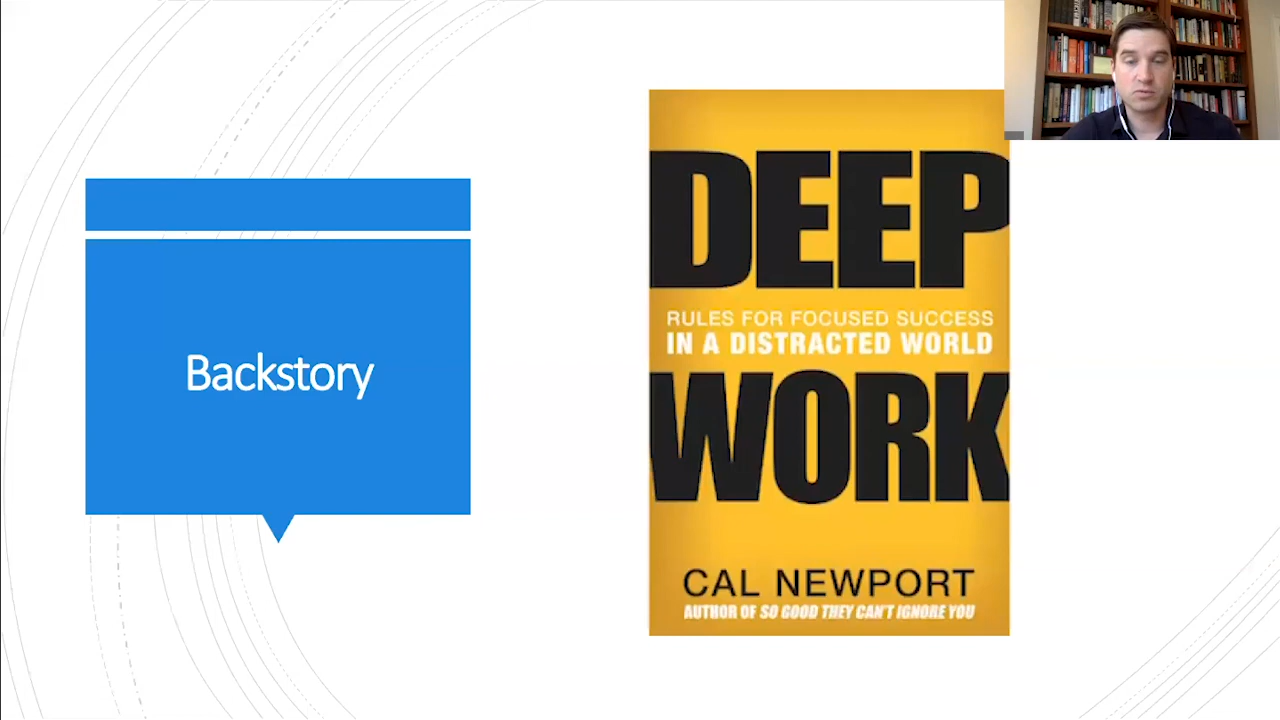 Backstory
DEEP
RULES FOR FOCUSED SUCCESS
IN A DISTRACTED WORLD
WORK
CAL NEWPORT
AUTHOR OF SO GOOD THEY CAN'T IGNORE YOU